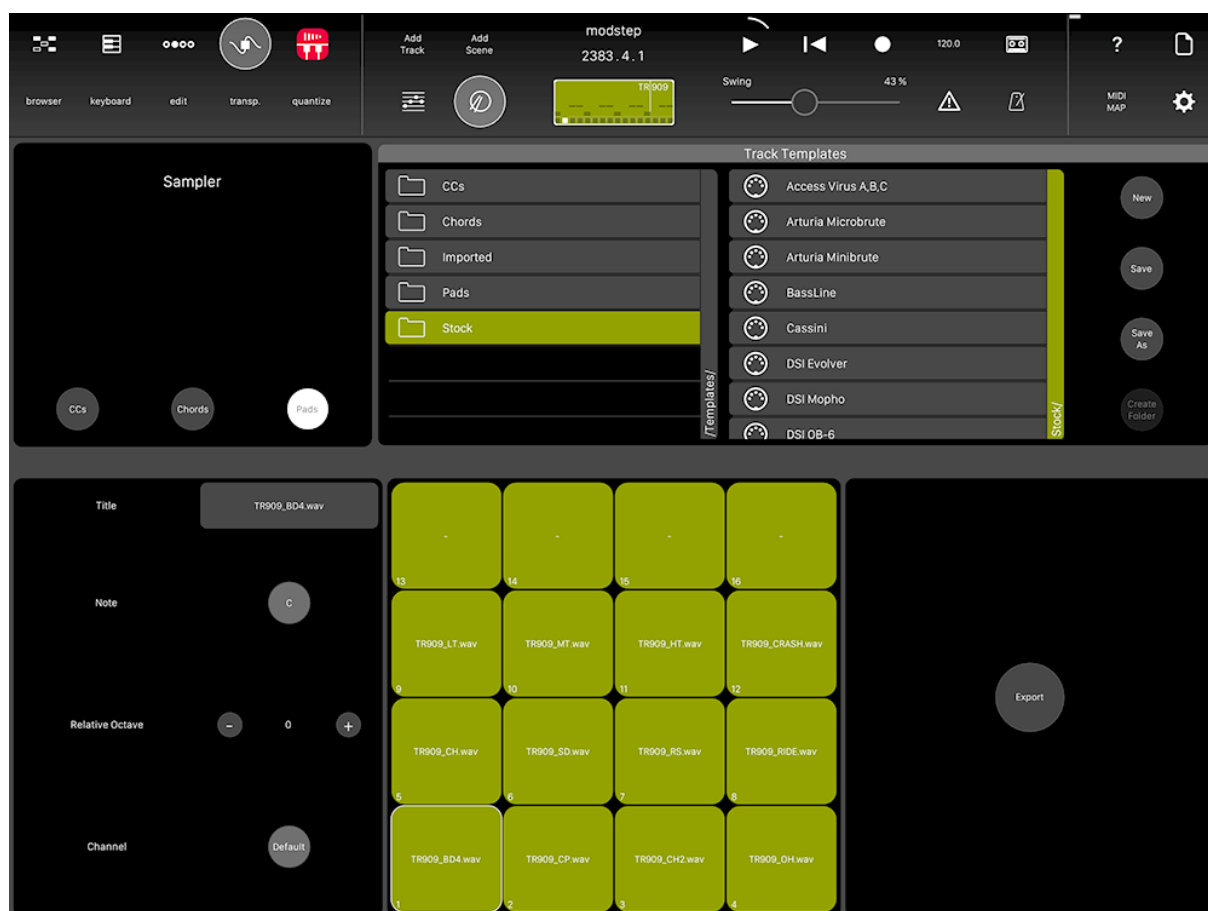 Add Track
Add Scene
modstep
2383.4.1
120.0
?
browser
keyboard
edit
transp.
quantize
TR 909
Swing
43 %
MIDI MAP
Sampler
CCs
Chords
Pads
Track Templates
CCs
Chords
Imported
Pads
Stock
/Templates/
Access Virus A,B,C
Arturia Microbrute
Arturia Minibrute
BassLine
Cassini
DSI Evolver
DSI Mopho
DSI OB-6
Stock/
New
Save
Save As
Create Folder
Title
TR909_BD4.wav
Note
C
Relative Octave
-
0
+
Channel
Default
-
-
-
-
13
14
15
16
TR909_LT.wav
TR909_MT.wav
TR909_HT.wav
TR909_CRASH.wav
9
10
11
12
TR909_CH.wav
TR909_SD.wav
TR909_RS.wav
TR909_RIDE.wav
5
6
7
8
TR909_BD4.wav
TR909_CP.wav
TR909_CH2.wav
TR909_OH.wav
1
2
3
4
Export